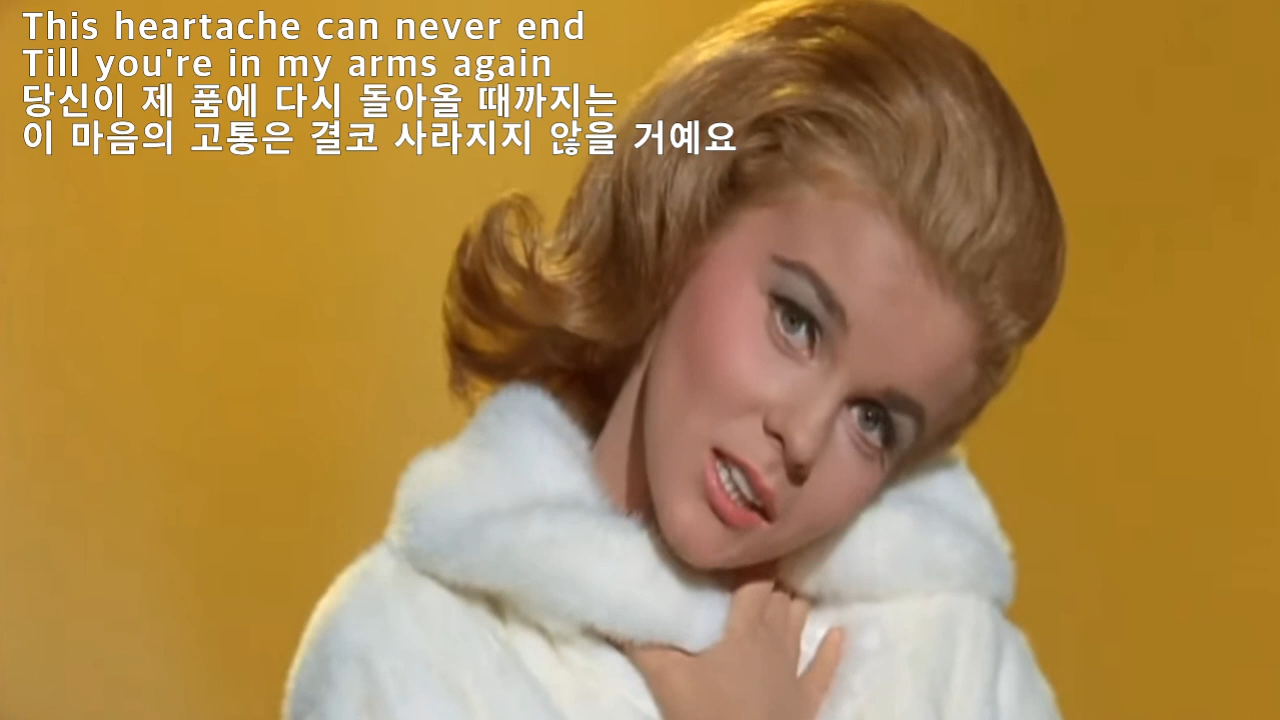 This heartache can never end
Till you're in my arms again
당신이 제 품에 다시 돌아올 때까지는
이 마음의 고통은 결코 사라지지 않을 거예요